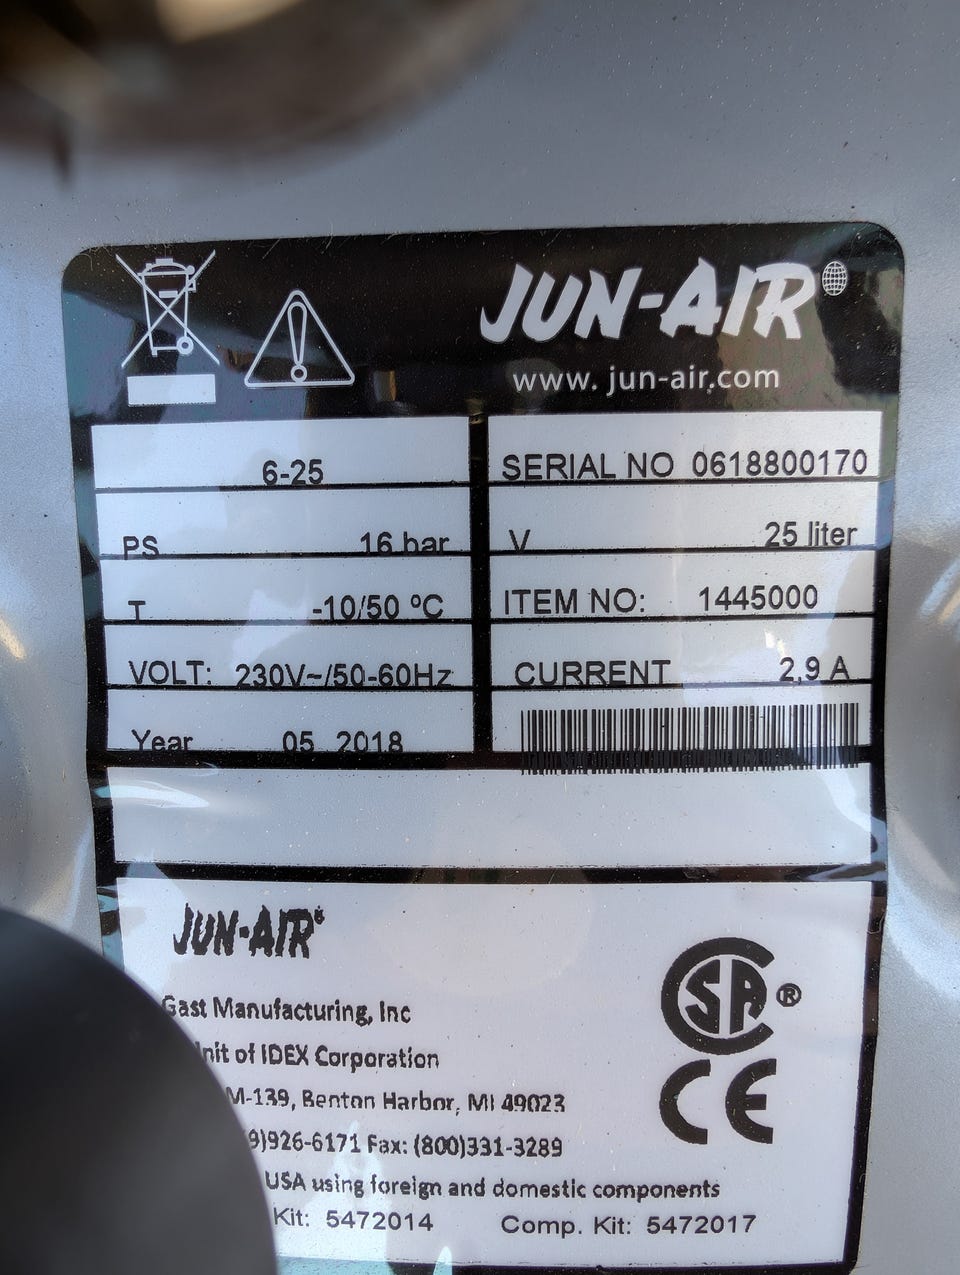 JUN-AIR®
www. jun-air.com
6-25
SERIAL NO 0618800170
PS 16 bar
V 25 liter
T -10/50 ºC
ITEM NO: 1445000
VOLT: 230V~/50-60Hz
CURRENT 2,9 A
Year 05 2018
JUN-AIR®
CSA®
Gast Manufacturing, Inc
of IDEX Corporation
CE
M-139, Benton Harbor, MI 49023
9)926-6171 Fax: (800)331-3289
USA using foreign and domestic components
Kit: 5472014 Comp. Kit: 5472017